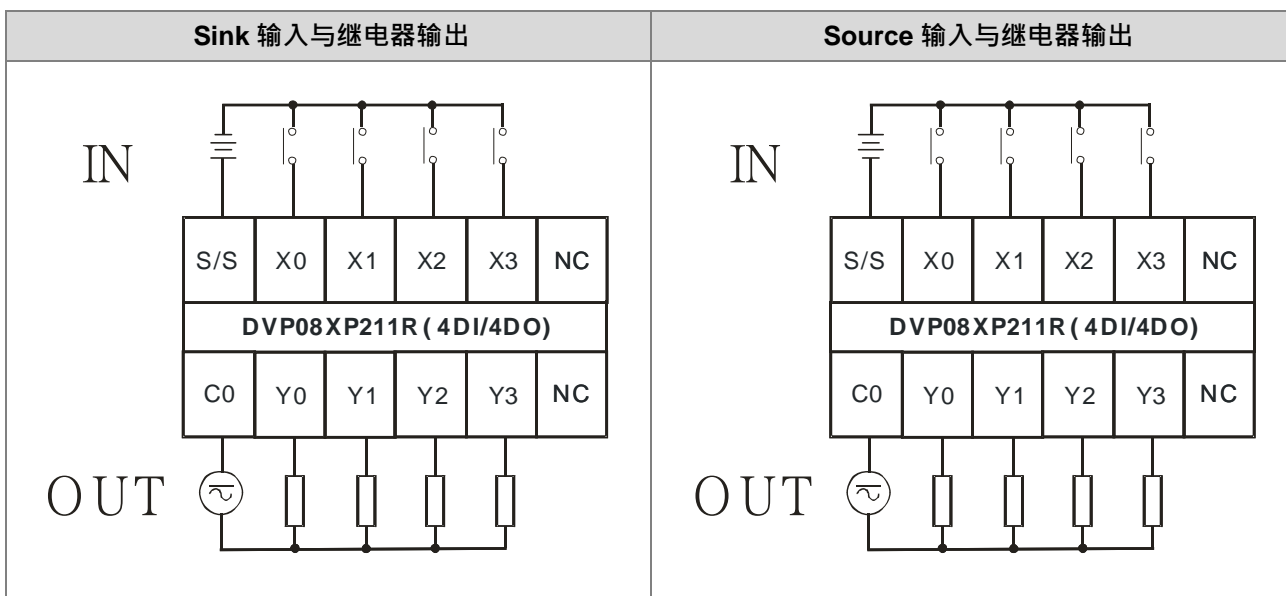 Sink 输入与继电器输出
Source 输入与继电器输出
IN
S/S X0 X1 X2 X3 NC
DVP08XP211R ( 4DI/4DO)
C0 Y0 Y1 Y2 Y3 NC
OUT
IN
S/S X0 X1 X2 X3 NC
DVP08XP211R ( 4DI/4DO)
C0 Y0 Y1 Y2 Y3 NC
OUT